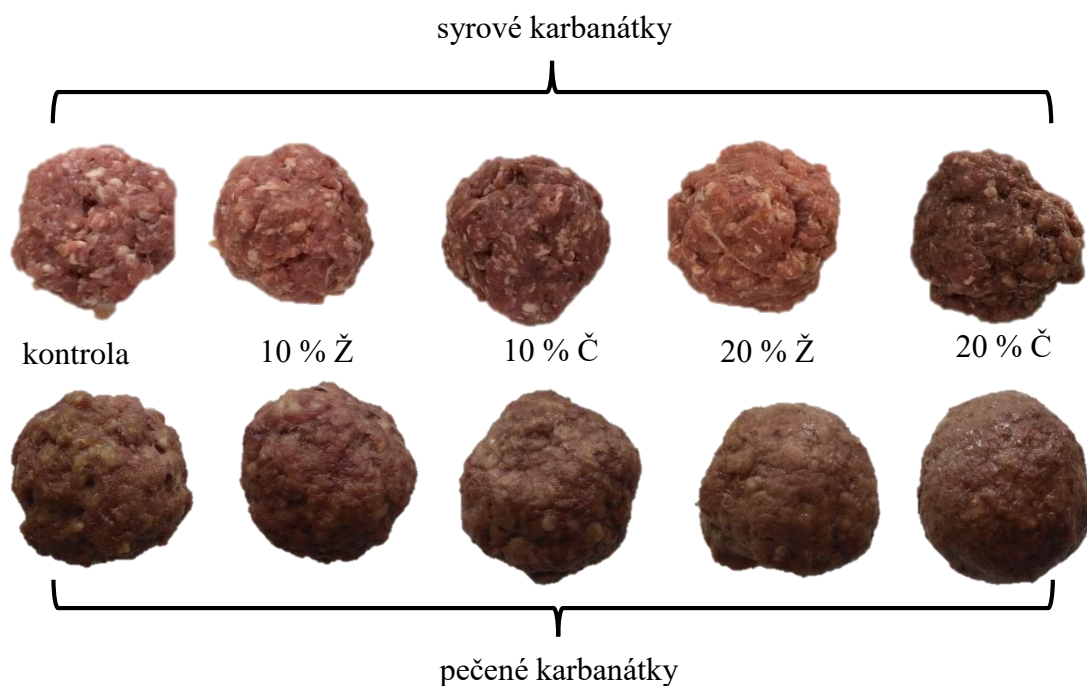 syrové karbanátky
kontrola
10 % Ž
10 % Č
20 % Ž
20 % Č
pečené karbanátky